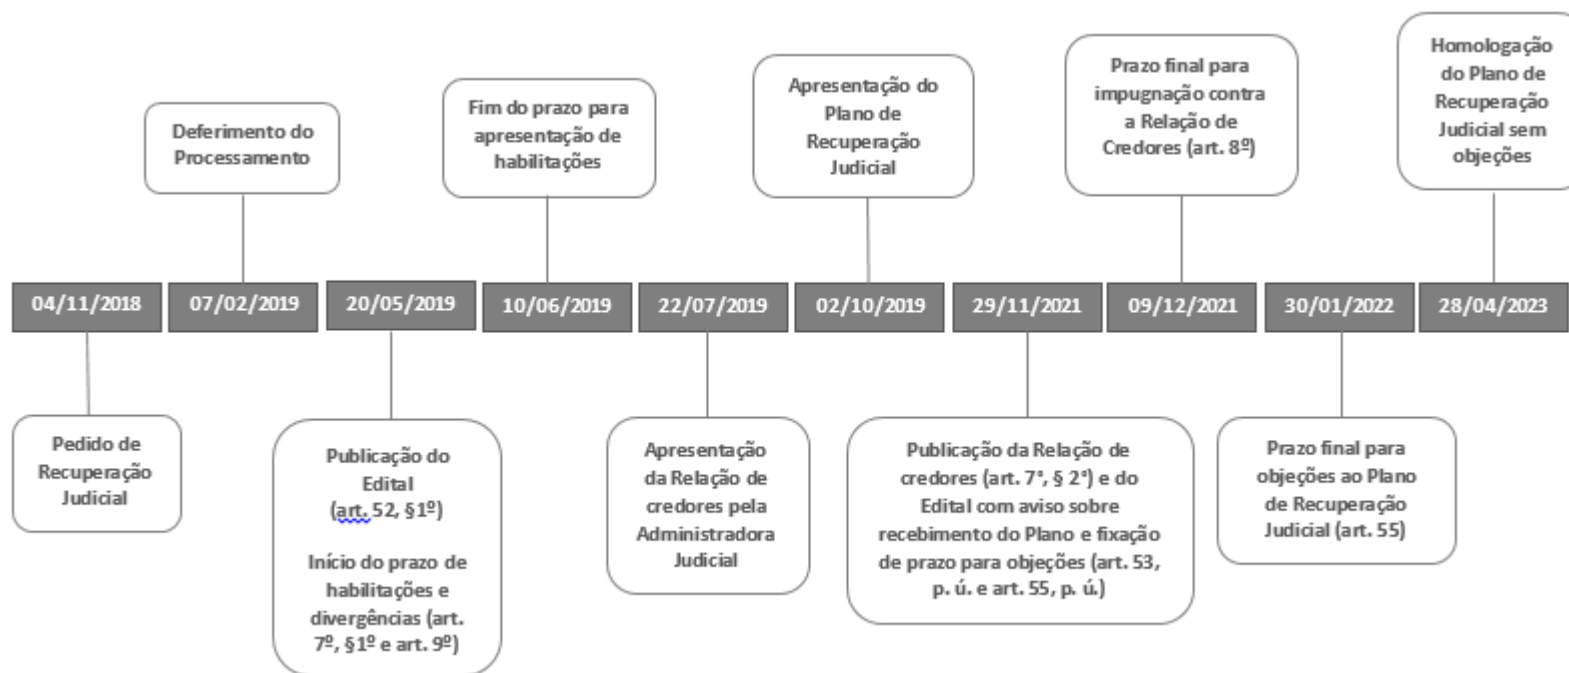 Homologação
do Plano de
Recuperação
Judicial sem
objeções
Prazo final para
impugnação contra
a Relação de
Credores (art. 8º)
Apresentação do
Plano de
Recuperação
Judicial
Fim do prazo para
apresentação de
habilitações
Deferimento do
Processamento
04/11/2018
07/02/2019
20/05/2019
10/06/2019
22/07/2019
02/10/2019
29/11/2021
09/12/2021
30/01/2022
28/04/2023
Pedido de
Recuperação
Judicial
Publicação do
Edital
(art. 52, §1º)
Início do prazo de
habilitações e
divergências (art.
7º, §1º e art. 9º)
Apresentação
da Relação de
credores pela
Administradora
Judicial
Publicação da Relação de
credores (art. 7°, § 2°) e do
Edital com aviso sobre
recebimento do Plano e fixação
de prazo para objeções (art. 53,
p. ú. e art. 55, p. ú.)
Prazo final para
objeções ao Plano
de Recuperação
Judicial (art. 55)